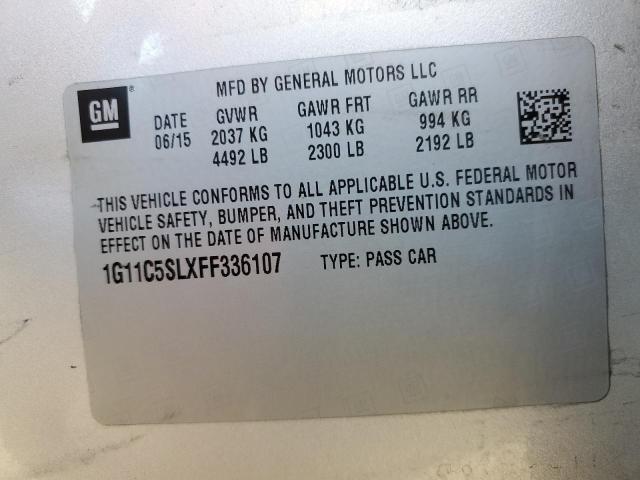 MFD BY GENERAL MOTORS LLC
GM®
DATE GVWR GAWR FRT GAWR RR
06/15 2037 KG 1043 KG 994 KG
4492 LB 2300 LB 2192 LB
THIS VEHICLE CONFORMS TO ALL APPLICABLE U.S. FEDERAL MOTOR
VEHICLE SAFETY, BUMPER, AND THEFT PREVENTION STANDARDS IN
EFFECT ON THE DATE OF MANUFACTURE SHOWN ABOVE.
1G11C5SLXFF336107 TYPE: PASS CAR